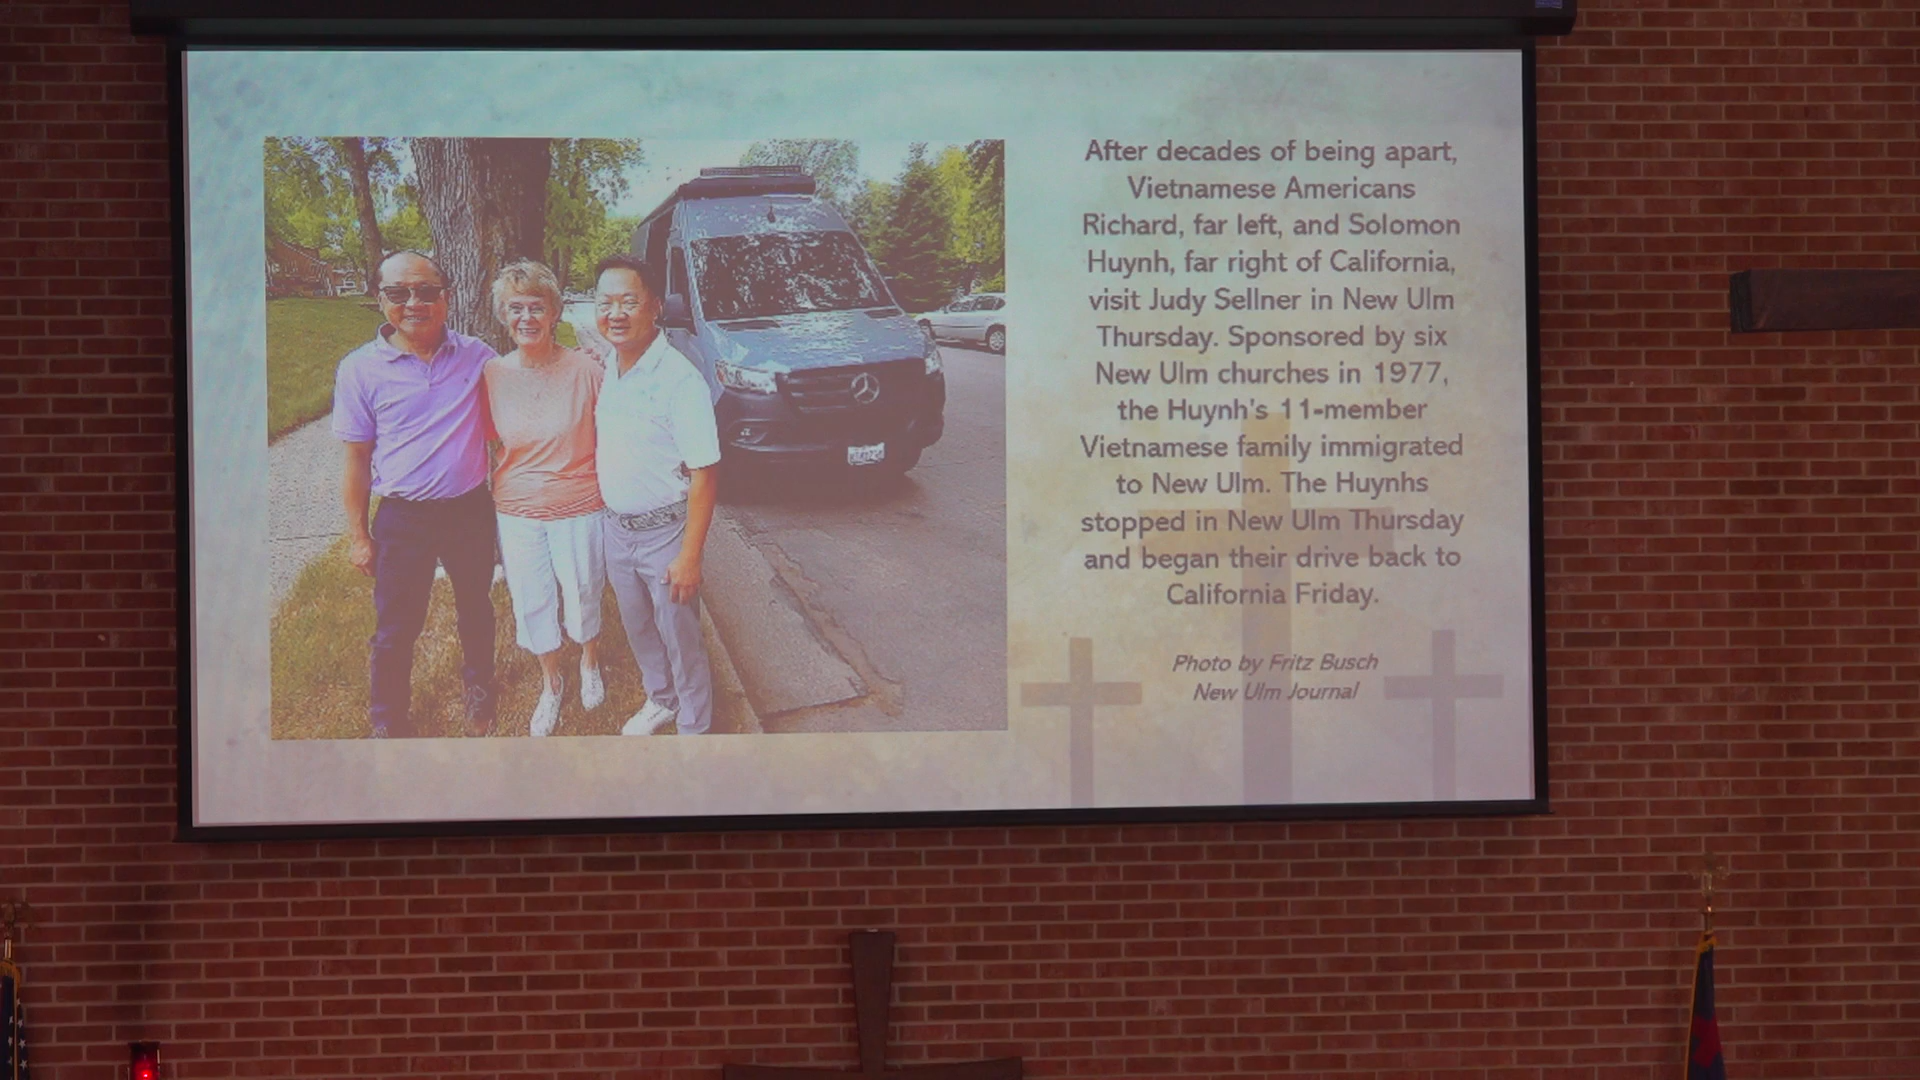 After decades of being apart,
Vietnamese Americans
Richard, far left, and Solomon
Huynh, far right of California,
visit Judy Sellner in New Ulm
Thursday. Sponsored by six
New Ulm churches in 1977,
the Huynh's 11-member
Vietnamese family immigrated
to New Ulm. The Huynhs
stopped in New Ulm Thursday
and began their drive back to
California Friday.
Photo by Fritz Busch
New Ulm Journal